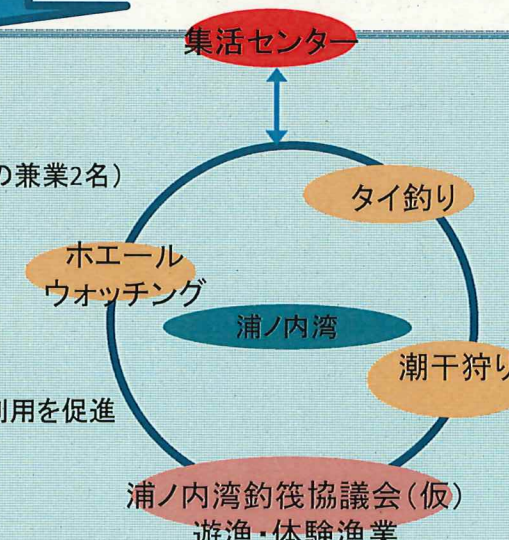 集活センター
の兼業2名）
タイ釣り
ホエール
ウォッチング
浦ノ内湾
潮干狩り
利用を促進
浦ノ内湾釣筏協議会（仮）
遊漁・体験漁業